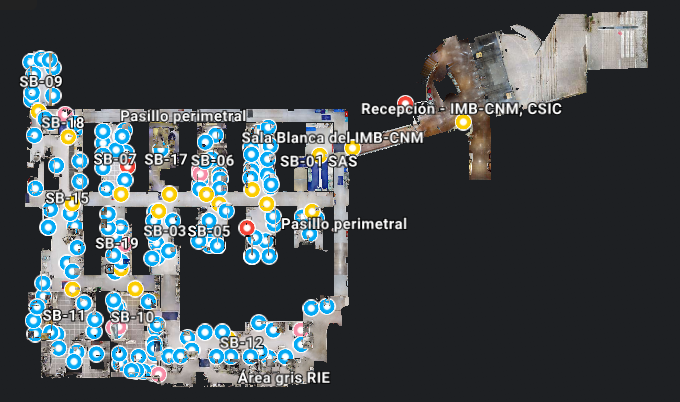 SB-09
Recepción - IMB-CNM, CSIC
Pasillo perimetral
SB-18
Sala Blanca del IMB-CNM
SB-07
SB-17
SB-06
SB-01 SAS
SB-15
Pasillo perimetral
SB-03
SB-05
SB-19
SB-11
SB-10
SB-12
Área gris RIE